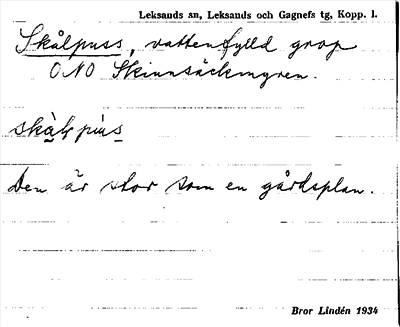 Leksands sn, Leksands och Gagnefs tg, Kopp. l.
Skålpuss, vattenfylld grop
ONO Skinnsäckmyren.
Den är stor som en gårdsplan.
Bror Lindén 1934